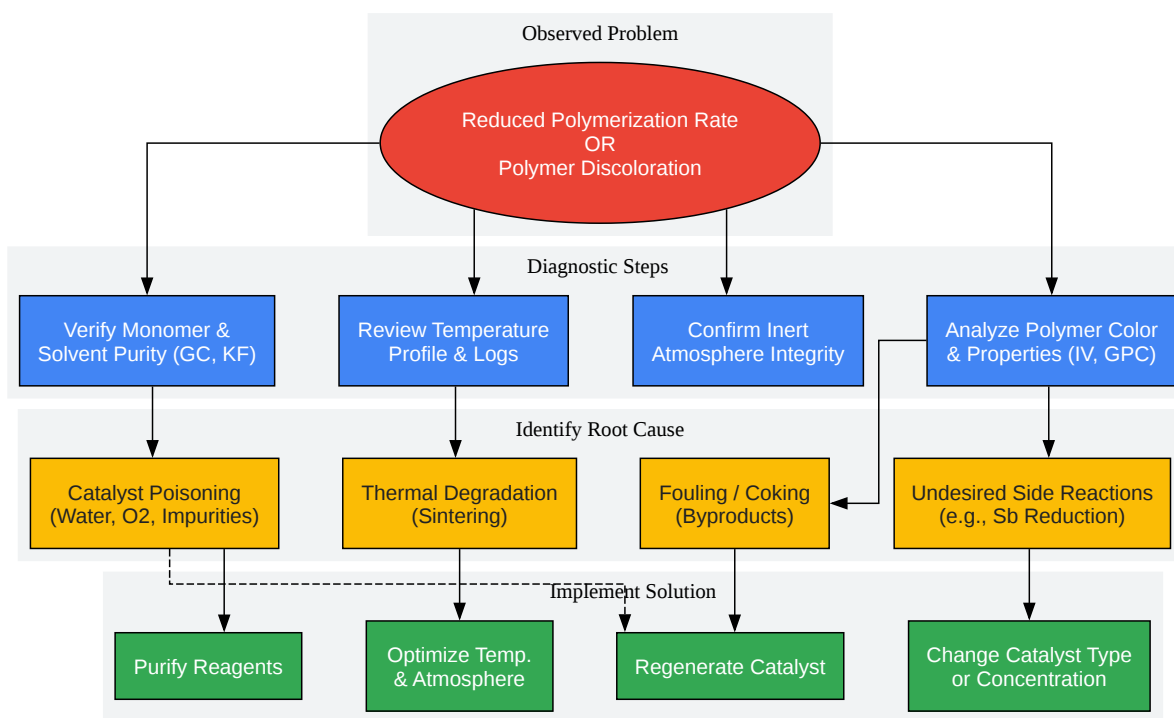 Observed Problem
Reduced Polymerization Rate
OR
Polymer Discoloration
Diagnostic Steps
Verify Monomer &
Solvent Purity (GC, KF)
Review Temperature
Profile & Logs
Confirm Inert
Atmosphere Integrity
Analyze Polymer Color
& Properties (IV, GPC)
Identify Root Cause
Catalyst Poisoning
(Water, O2, Impurities)
Thermal Degradation
(Sintering)
Fouling / Coking
(Byproducts)
Undesired Side Reactions
(e.g., Sb Reduction)
Implement Solution
Purify Reagents
Optimize Temp.
& Atmosphere
Regenerate Catalyst
Change Catalyst Type
or Concentration